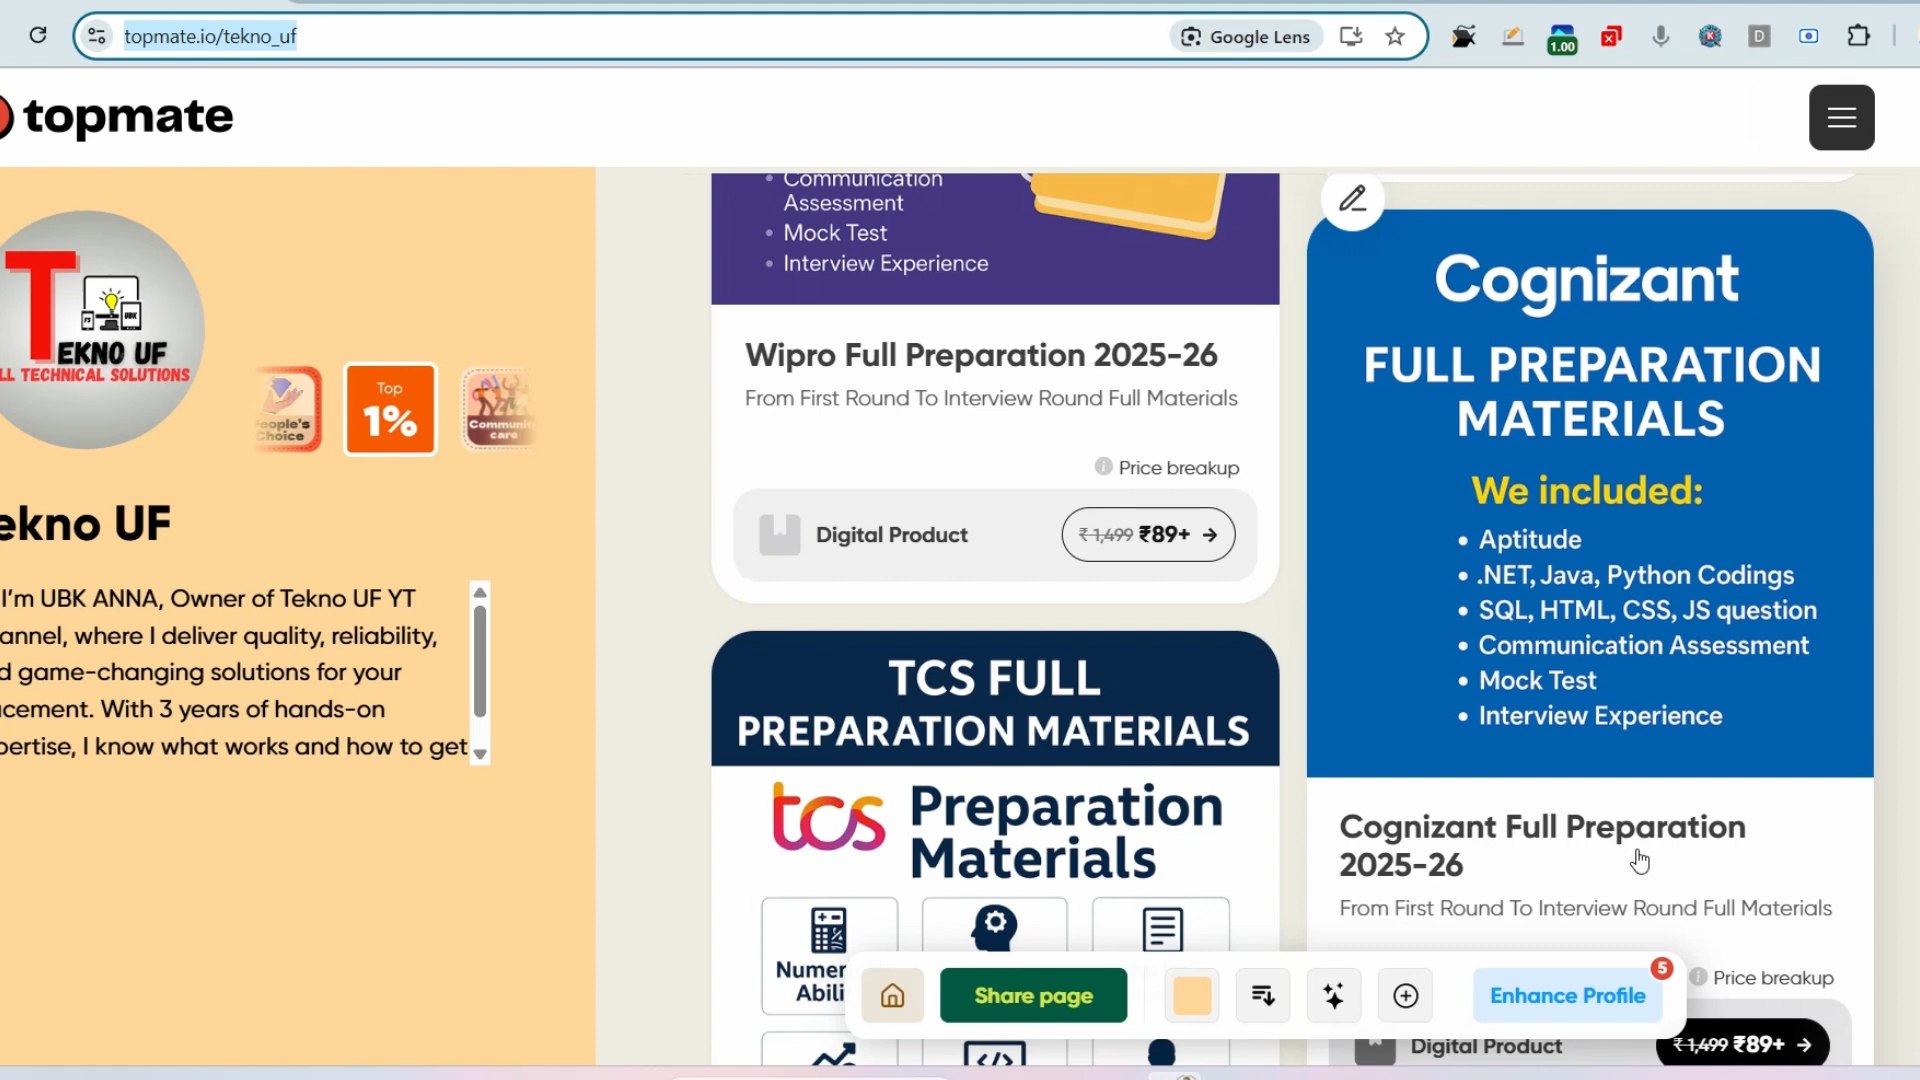 topmate.io/tekno_uf
Google Lens
1.00
D
topmate
T
EKNO UF
LL TECHNICAL SOLUTIONS
Choice
Top
1%
care
ekno UF
I'm UBK ANNA, Owner of Tekno UF YT
annel, where I deliver quality, reliability,
d game-changing solutions for your
cement. With 3 years of hands-on
pertise, I know what works and how to get
• Communication
Assessment
• Mock Test
• Interview Experience
Wipro Full Preparation 2025-26
From First Round To Interview Round Full Materials
Price breakup
Digital Product
₹ 1,499 ₹89+ →
TCS FULL
PREPARATION MATERIALS
tcs
Preparation
Materials
Numer
Abili
Cognizant
FULL PREPARATION
MATERIALS
We included:
• Aptitude
• .NET, Java, Python Codings
• SQL, HTML, CSS, JS question
• Communication Assessment
• Mock Test
• Interview Experience
Cognizant Full Preparation
2025-26
From First Round To Interview Round Full Materials
Price breakup
Digital Product
₹ 1,499 ₹89+ →
Share page
Enhance Profile
5